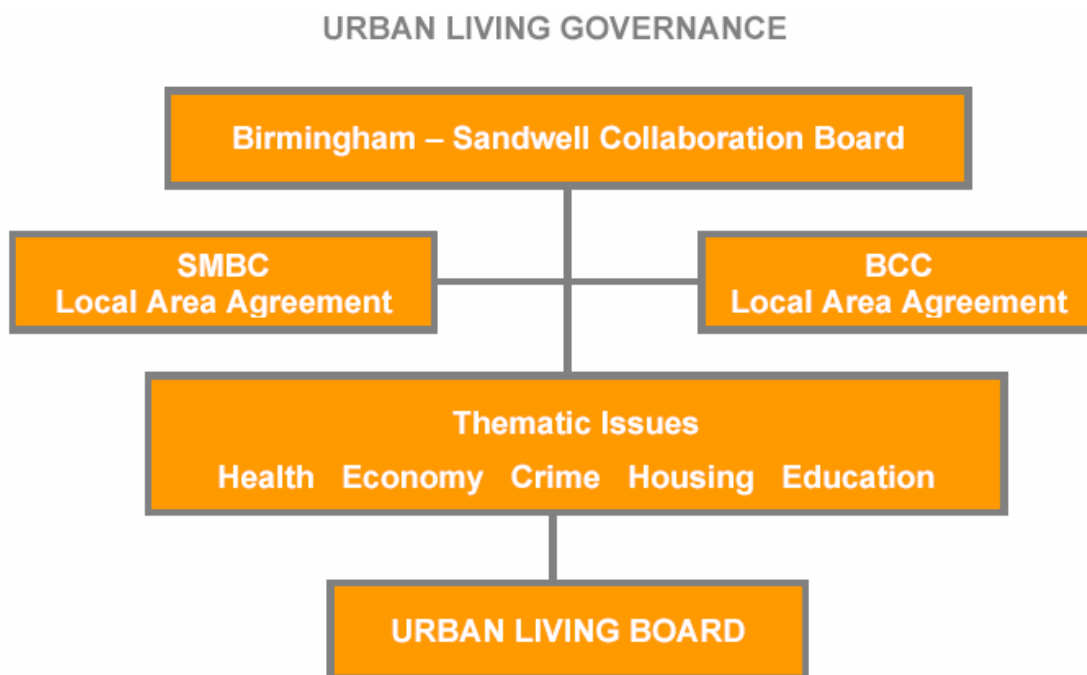 URBAN LIVING GOVERNANCE
Birmingham – Sandwell Collaboration Board
SMBC
Local Area Agreement
BCC
Local Area Agreement
Thematic Issues
Health Economy Crime Housing Education
URBAN LIVING BOARD